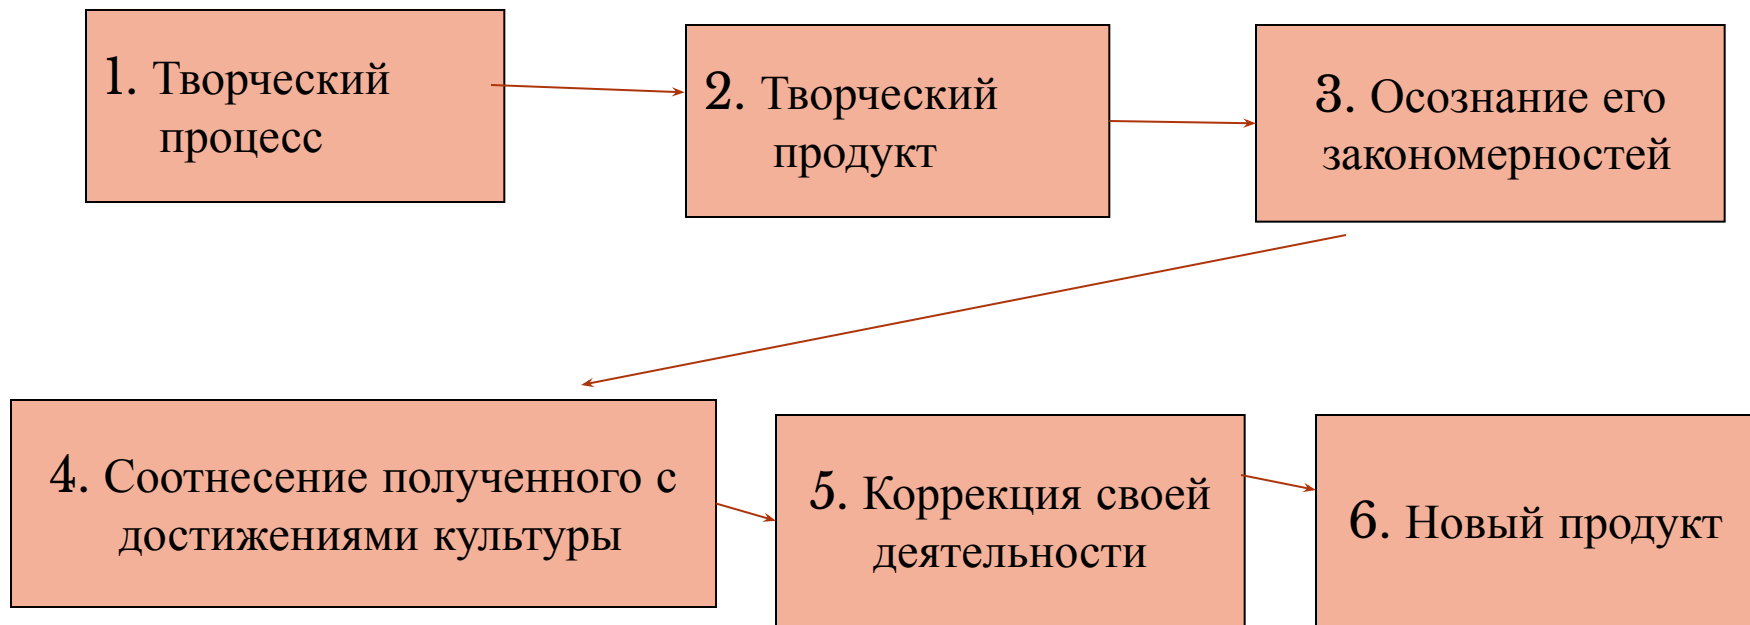 1. Творческий
процесс
2. Творческий
продукт
3. Осознание его
закономерностей
4. Соотнесение полученного с
достижениями культуры
5. Коррекция своей
деятельности
6. Новый продукт